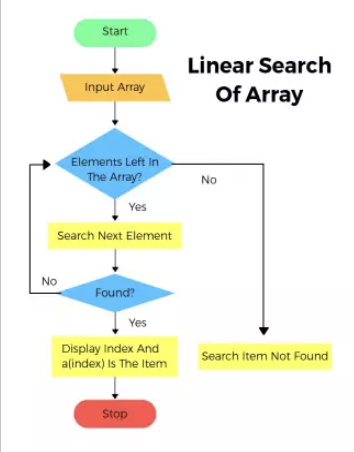 Start
Linear Search
Of Array
Input Array
Elements Left In
The Array?
No
Yes
Search Next Element
No
Found?
Yes
Display Index And
a(index) Is The Item
Search Item Not Found
Stop